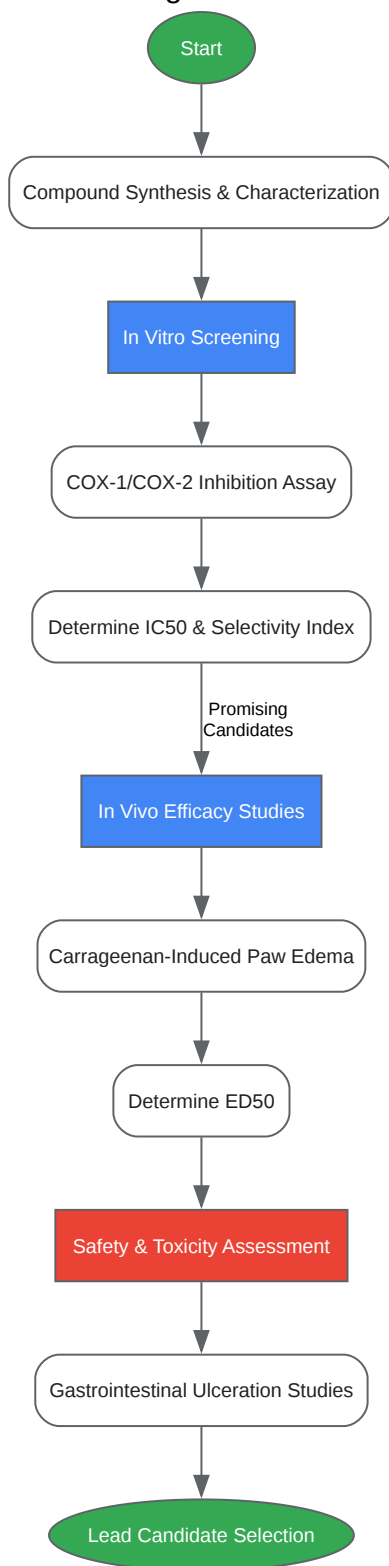 Start
Compound Synthesis & Characterization
In Vitro Screening
COX-1/COX-2 Inhibition Assay
Determine IC50 & Selectivity Index
Promising
Candidates
In Vivo Efficacy Studies
Carrageenan-Induced Paw Edema
Determine ED50
Safety & Toxicity Assessment
Gastrointestinal Ulceration Studies
Lead Candidate Selection